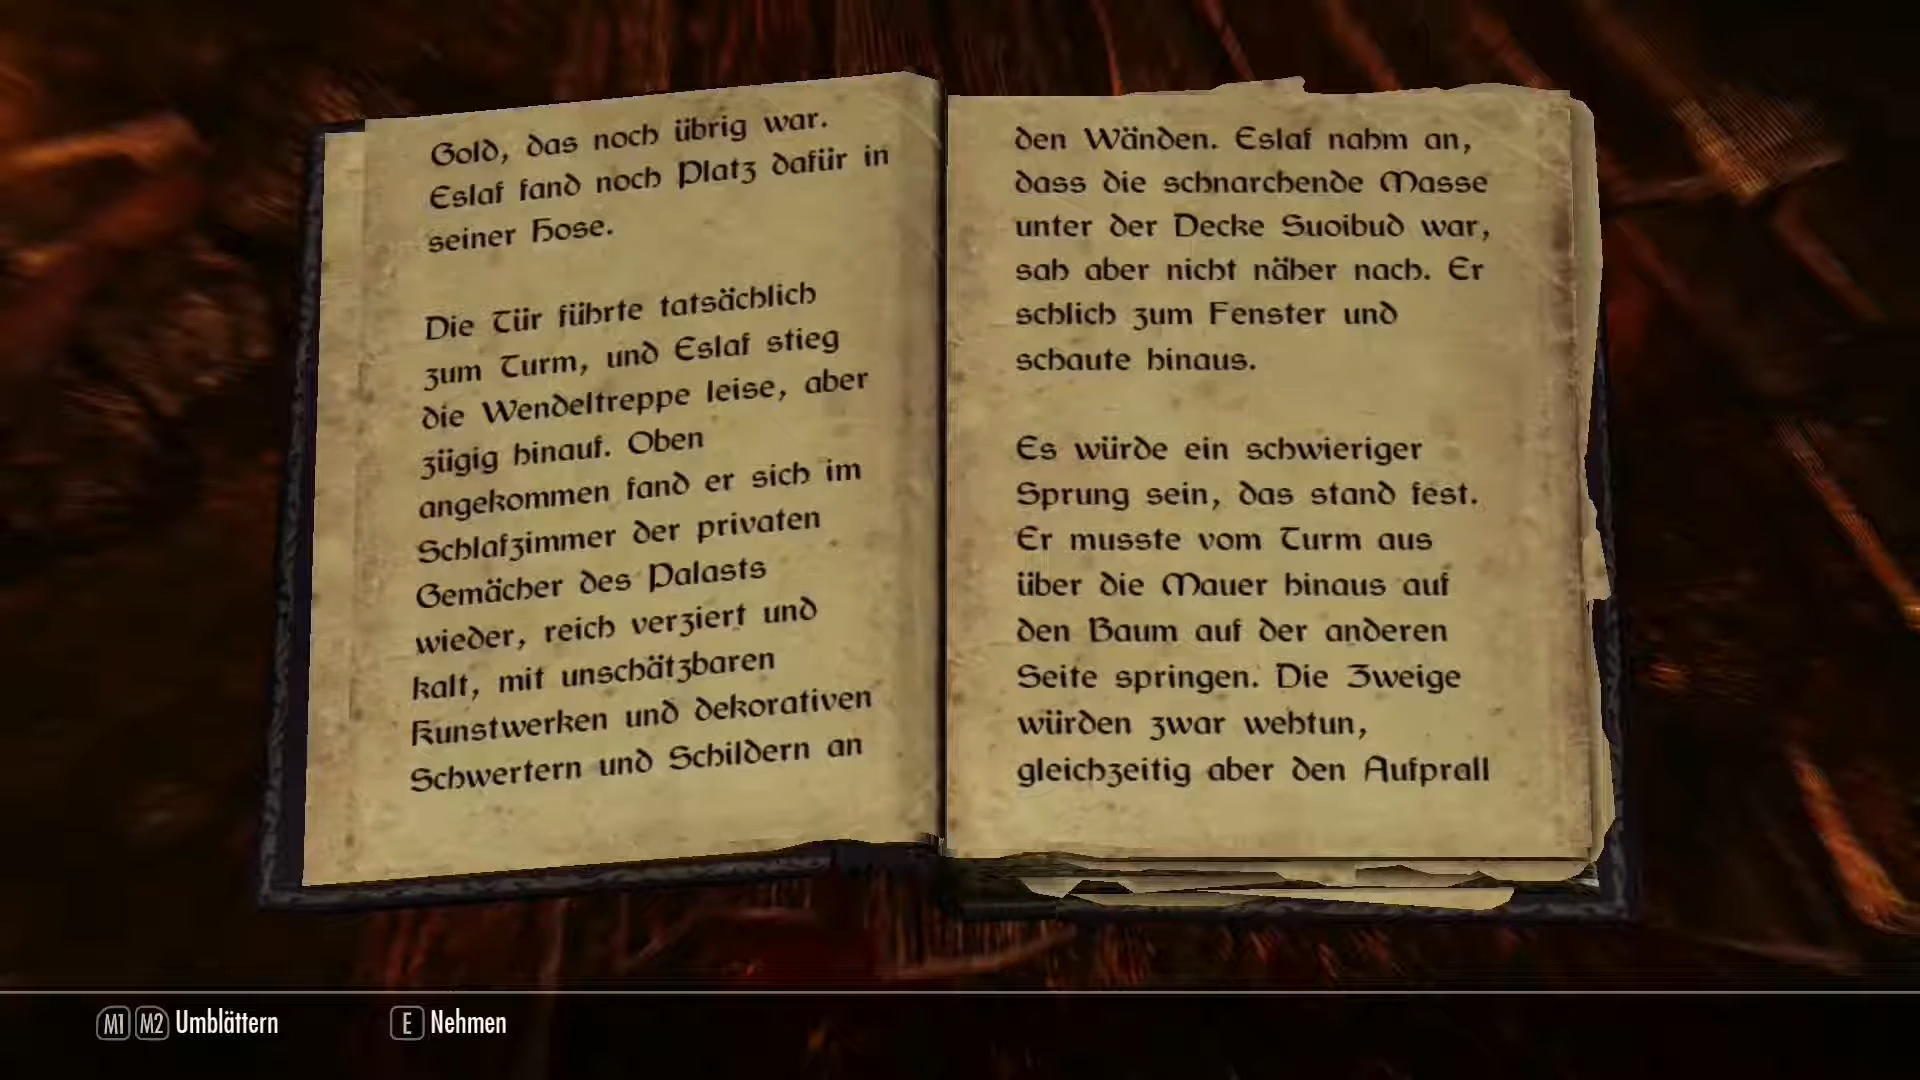 Gold, das noch übrig war.
Eslaf fand noch Platz dafür in
seiner Hose.
Die Tür führte tatsächlich
zum Turm, und Eslaf stieg
die Wendeltreppe leise, aber
zügig hinauf. Oben
angekommen fand er sich im
Schlafzimmer der privaten
Gemächer des Palasts
wieder, reich verziert und
kalt, mit unschätzbaren
Kunstwerken und dekorativen
Schwertern und Schildern an
den Wänden. Eslaf nahm an,
dass die schnarchende Masse
unter der Decke Suoibud war,
sah aber nicht näher nach. Er
schlich zum Fenster und
schaute hinaus.
Es würde ein schwieriger
Sprung sein, das stand fest.
Er musste vom Turm aus
über die Mauer hinaus auf
den Baum auf der anderen
Seite springen. Die Zweige
würden zwar wehtun,
gleichzeitig aber den Aufprall
M1 M2 Umblättern
E Nehmen